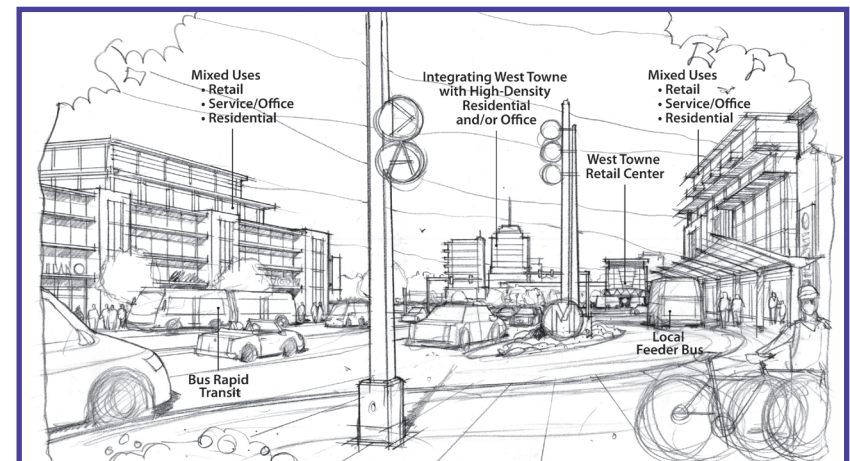 Mixed Uses
• Retail
• Service/Office
• Residential
Integrating West Towne
with High-Density
Residential
and/or Office
Mixed Uses
• Retail
• Service/Office
• Residential
West Towne
Retail Center
A
M
Local
Feeder Bus
Bus Rapid
Transit